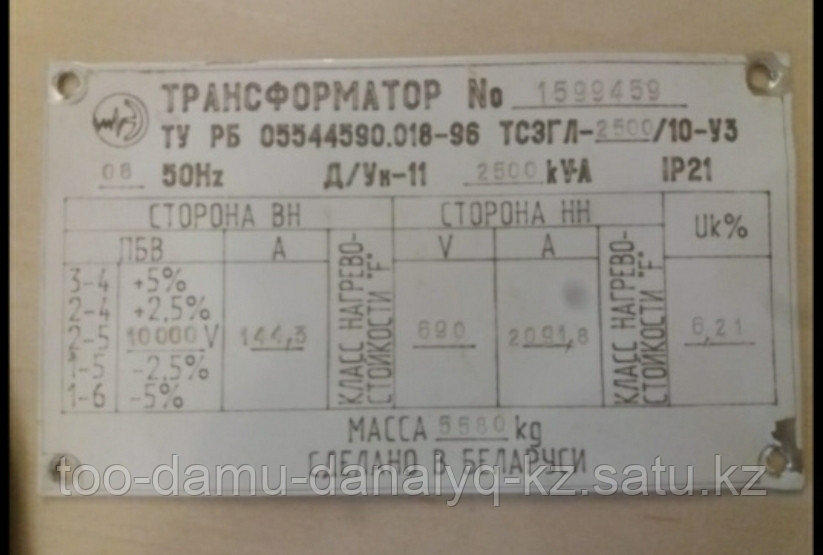 ТРАНСФОРМАТОР № 1599459
ТУ РБ 05544590.018-96 ТСЗГЛ-2500/10-У3
08 50Hz Д/Ун-11 2500 kV·A IP21
СТОРОНА ВН СТОРОНА НН Uk%
ПБВ А КЛАСС НАГРЕВО-СТОЙКОСТИ "F" V А КЛАСС НАГРЕВО-СТОЙКОСТИ "F"
3-4 +5%
2-4 +2,5%
2-5 10000 V 144,3 690 2091,8 6,21
1-5 -2,5%
1-6 -5%
МАССА 5580 kg
СДЕЛАНО В БЕЛАРУСИ
too-damu-danalyq-kz.satu.kz